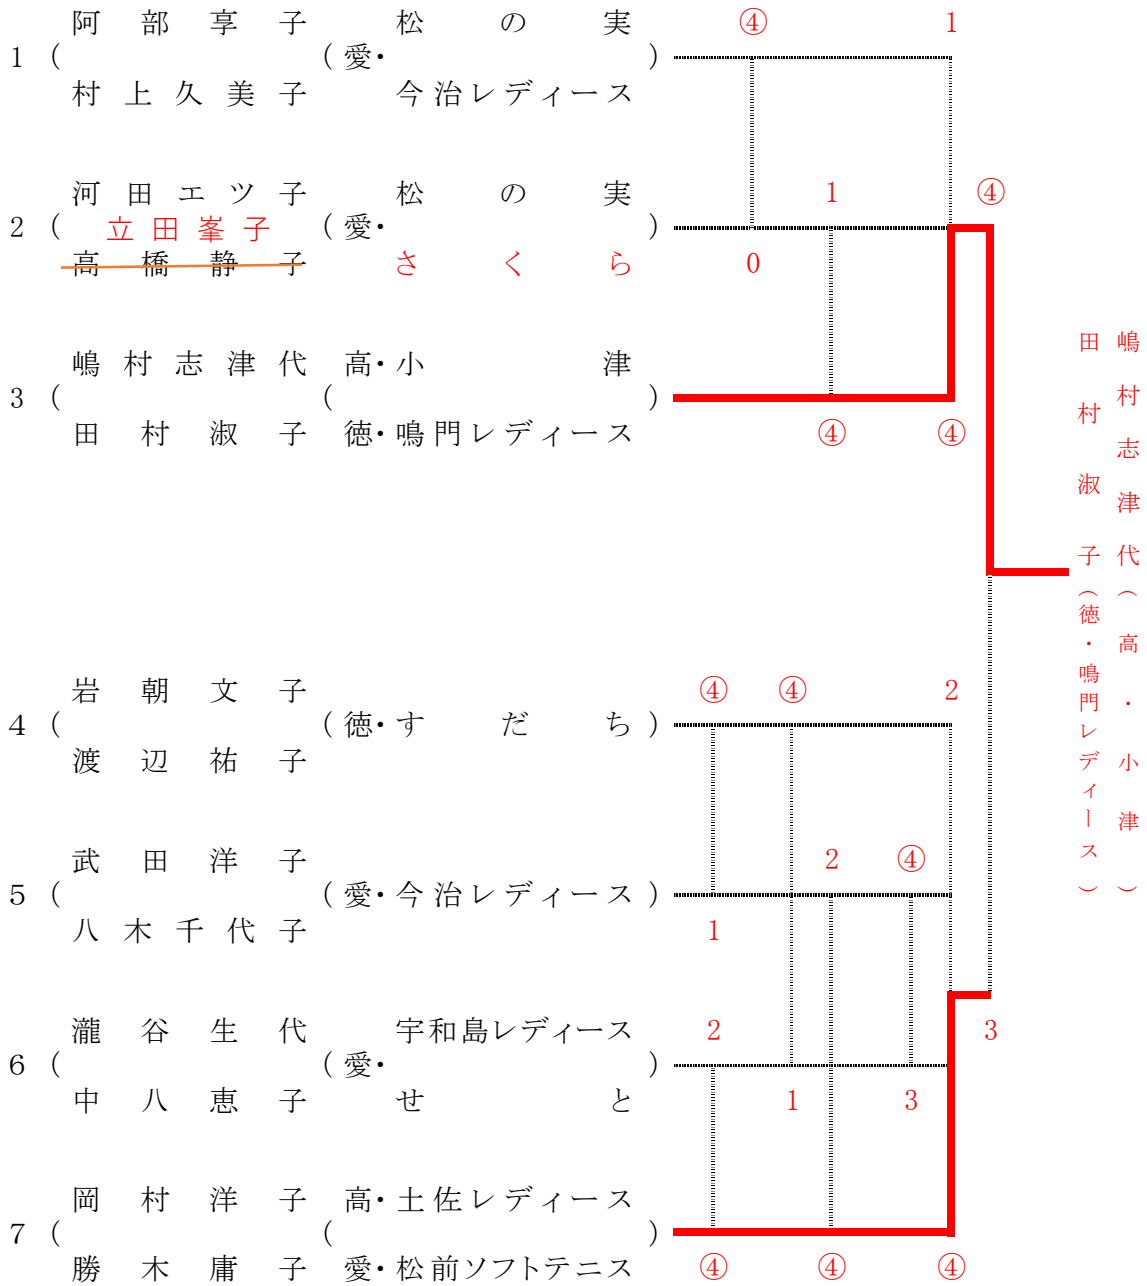 阿部享子 松の実 ④ 1
1 ( (愛・ )
村上久美子 今治レディース
河田エツ子 松の実 1 ④
2 ( 立田峯子 (愛・ )
高橋静子 さくら 0
嶋村志津代 高・小津
3 ( ( )
田村淑子 徳・鳴門レディース ④ ④
嶋村志津代(高・小津)
田村淑子(徳・鳴門レディース)
岩朝文子 ④ ④ 2
4 ( (徳・すだち)
渡辺祐子
武田洋子 2 ④
5 ( (愛・今治レディース)
八木千代子 1
瀧谷生代 宇和島レディース 2 3
6 ( (愛・ )
中八恵子 せと 1 3
岡村洋子 高・土佐レディース
7 ( ( )
勝木庸子 愛・松前ソフトテニス ④ ④ ④